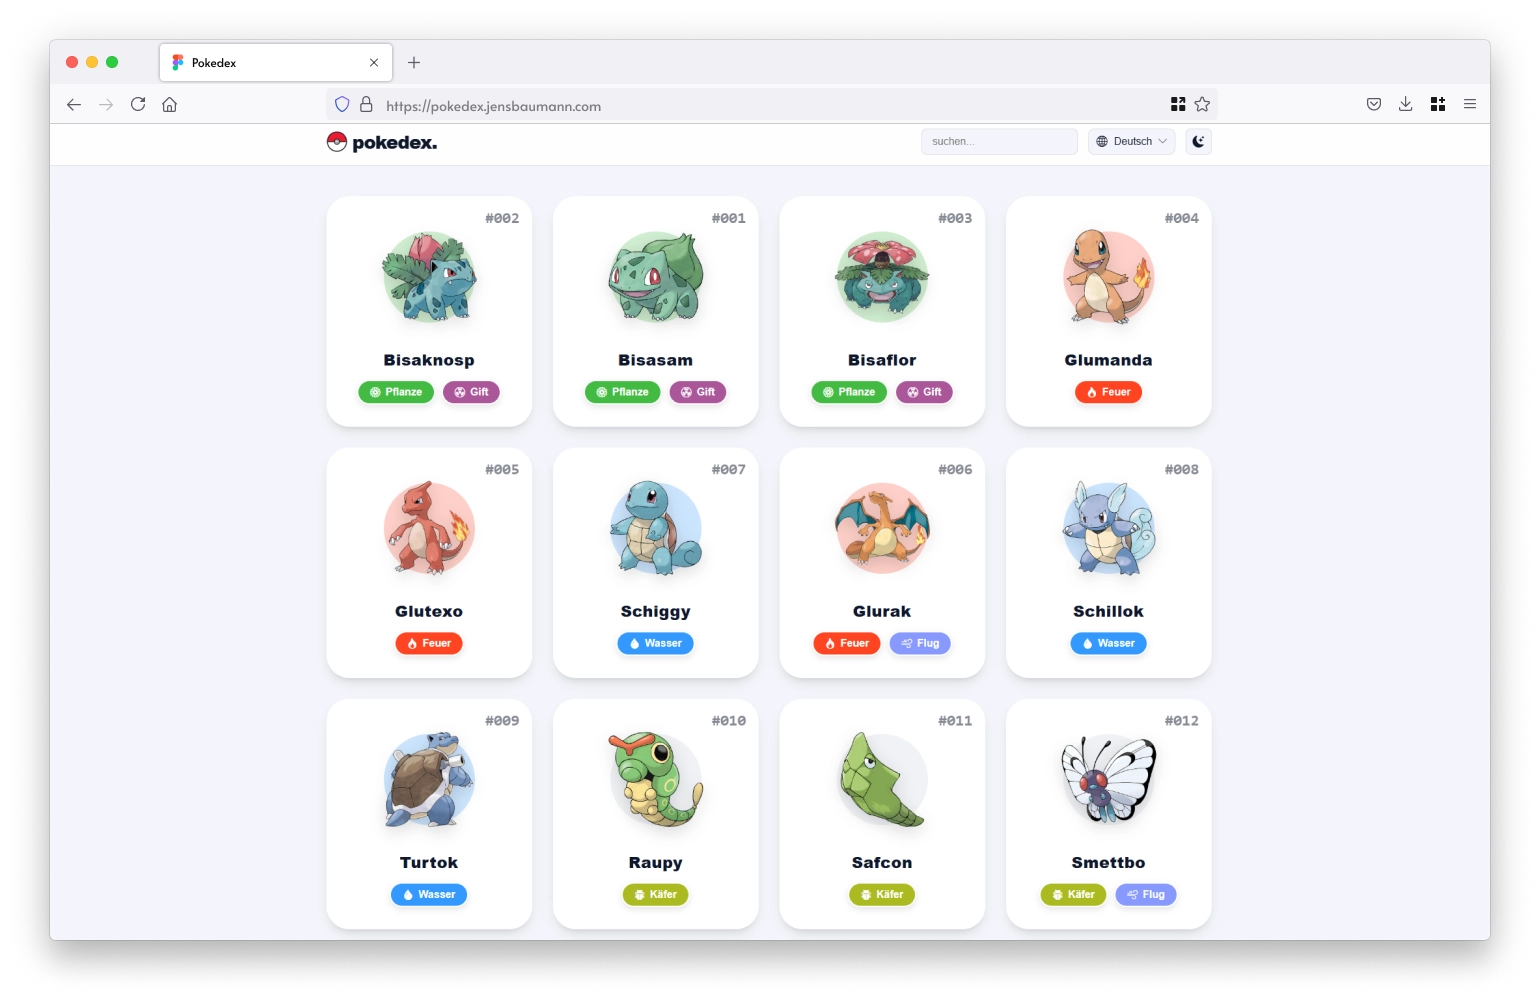 Pokedex
https://pokedex.jensbaumann.com
pokedex.
suchen...
Deutsch
#002
Bisaknosp
Pflanze Gift
#001
Bisasam
Pflanze Gift
#003
Bisaflor
Pflanze Gift
#004
Glumanda
Feuer
#005
Glutexo
Feuer
#007
Schiggy
Wasser
#006
Glurak
Feuer Flug
#008
Schillok
Wasser
#009
Turtok
Wasser
#010
Raupy
Käfer
#011
Safcon
Käfer
#012
Smettbo
Käfer Flug